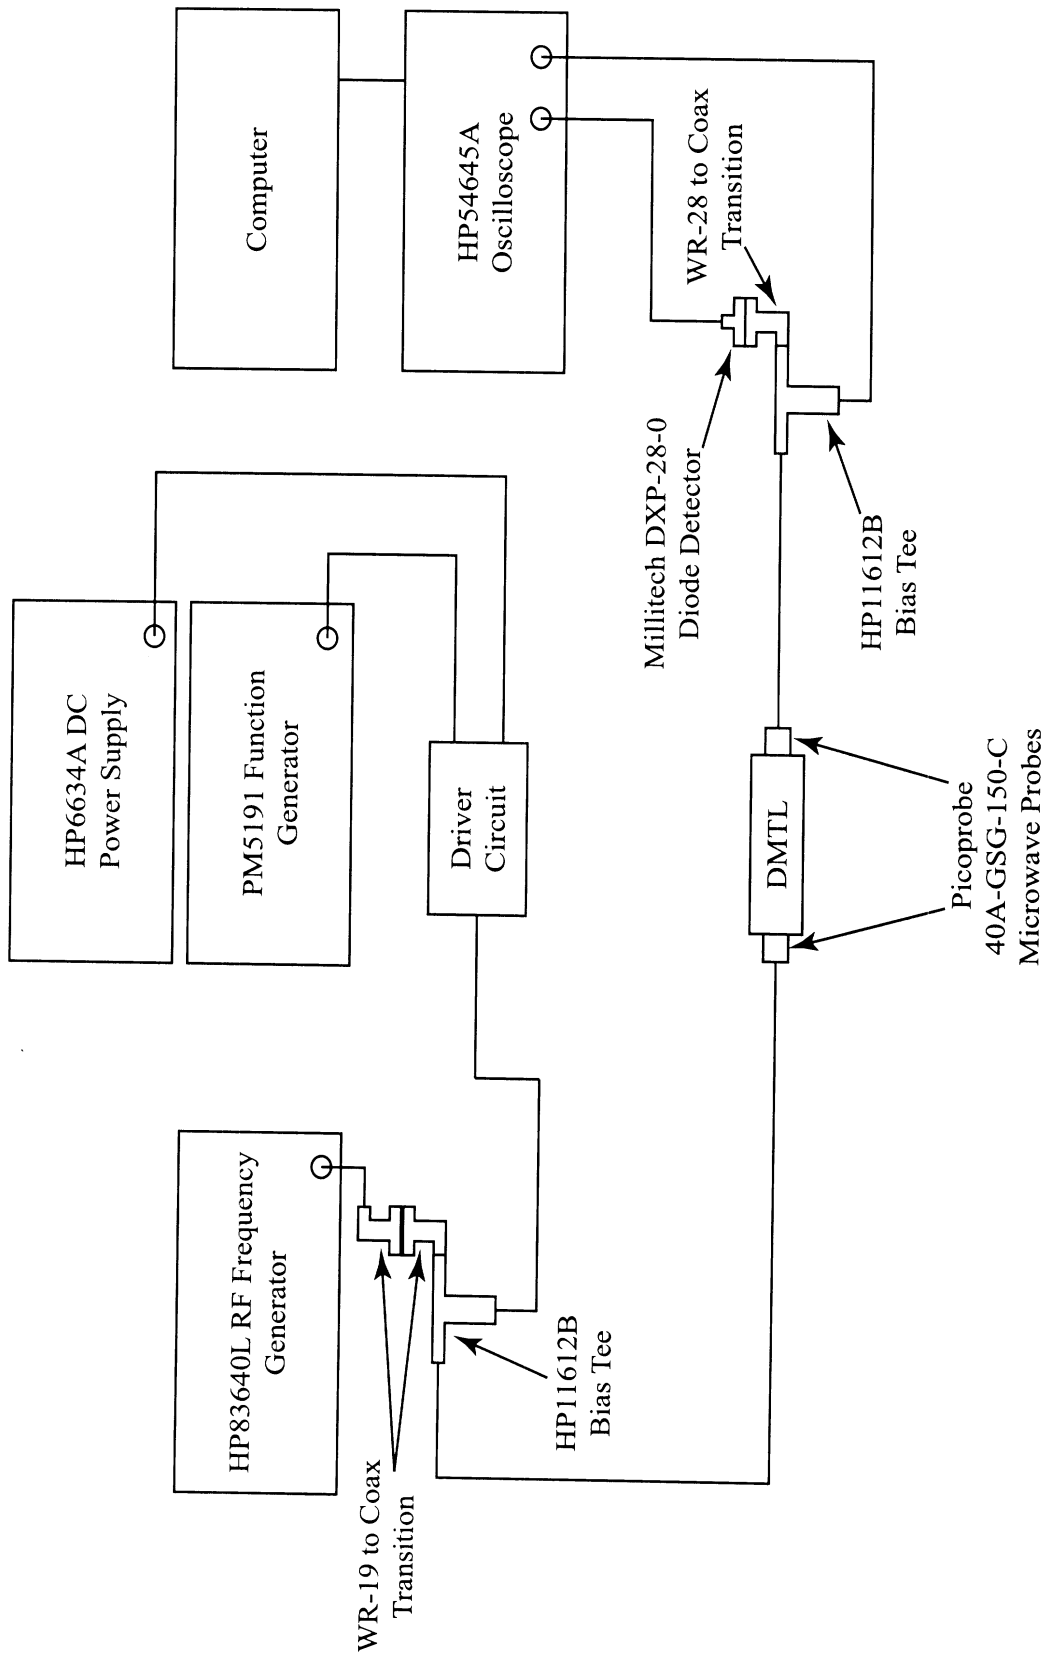 HP83640L RF Frequency
Generator
HP6634A DC
Power Supply
PM5191 Function
Generator
Computer
HP54645A
Oscilloscope
Driver
Circuit
WR-19 to Coax
Transition
HP11612B
Bias Tee
Millitech DXP-28-0
Diode Detector
WR-28 to Coax
Transition
HP11612B
Bias Tee
DMTL
Picoprobe
40A-GSG-150-C
Microwave Probes